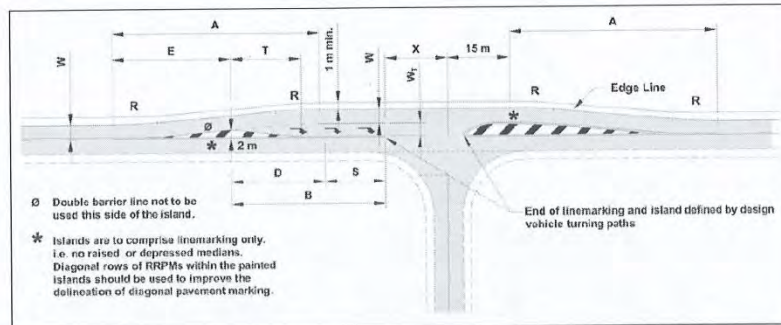 A
A
E
T
1 m min.
W
X
15 m
W
W₁
R
R
R
Edge Line
R
Ø
*
*
2 m
D
S
B
Ø Double barrier line not to be
used this side of the island.
* Islands are to comprise linemarking only.
i.e. no raised or depressed medians.
Diagonal rows of RRPMs within the painted
islands should be used to improve the
delineation of diagonal pavement marking.
End of linemarking and island defined by design
vehicle turning paths